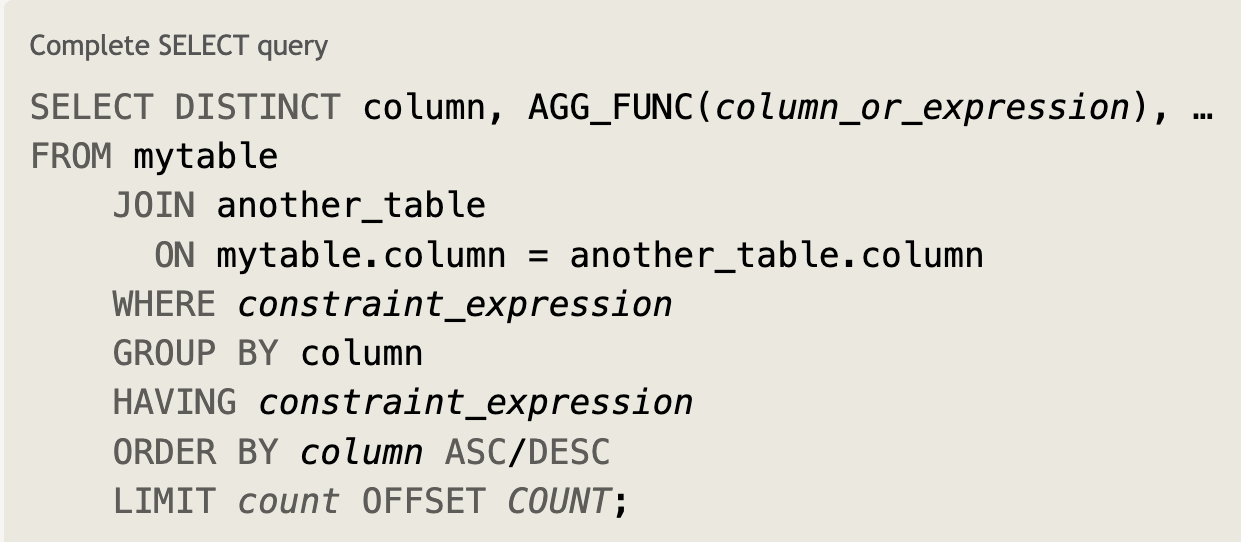 Complete SELECT query
SELECT DISTINCT column, AGG_FUNC(column_or_expression), …
FROM mytable
JOIN another_table
ON mytable.column = another_table.column
WHERE constraint_expression
GROUP BY column
HAVING constraint_expression
ORDER BY column ASC/DESC
LIMIT count OFFSET COUNT;